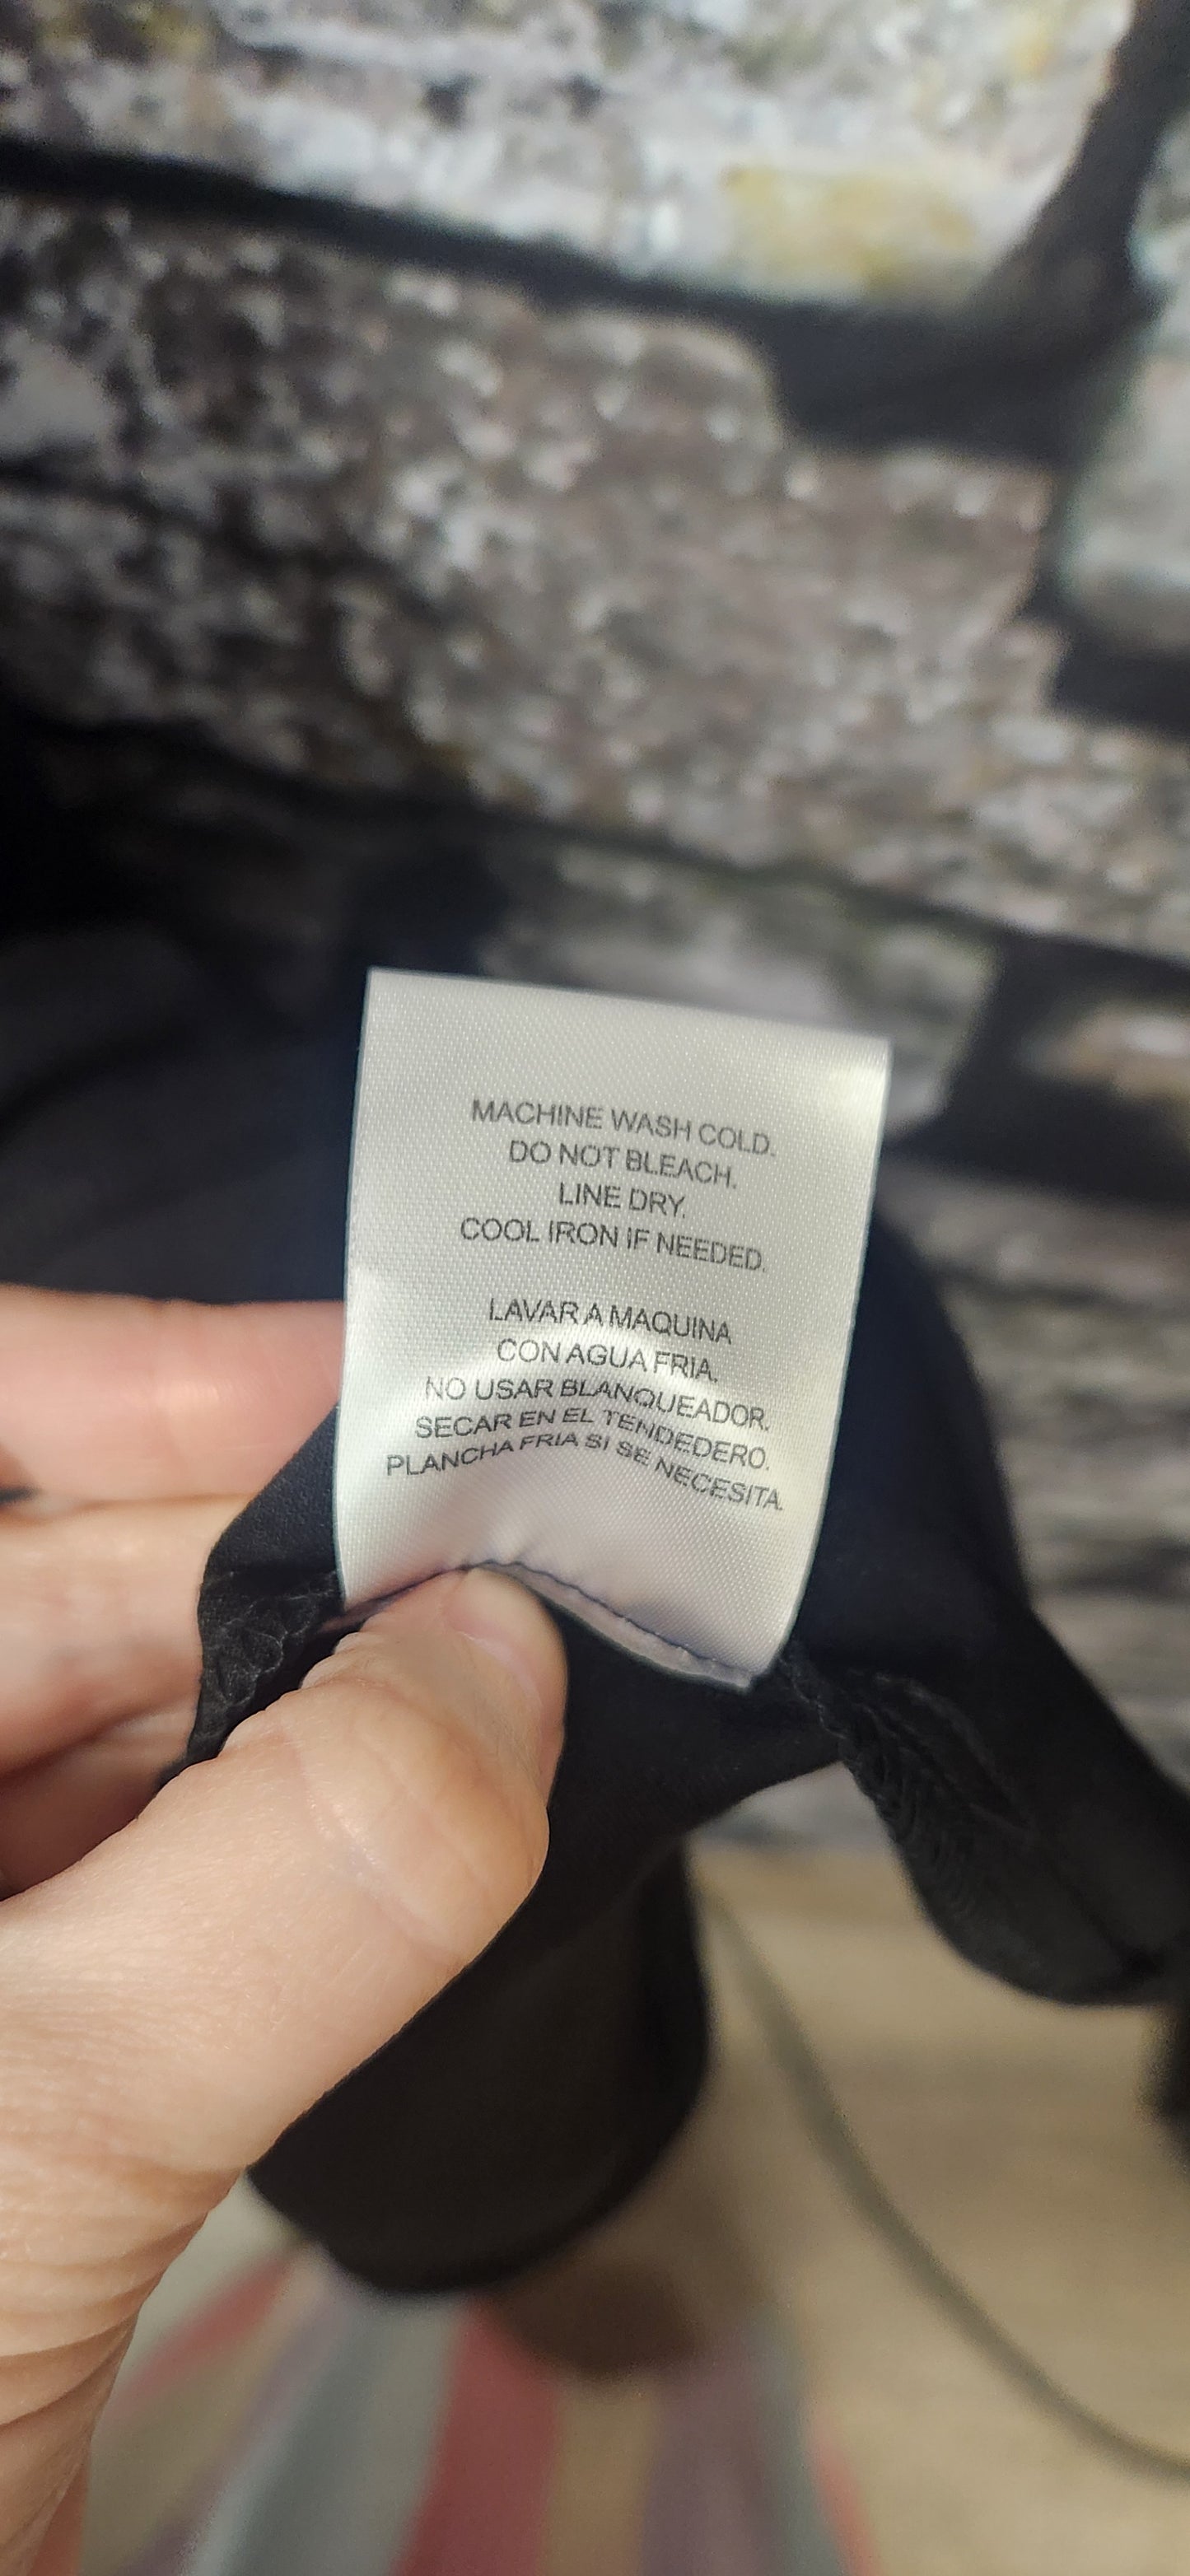 MACHINE WASH COLD.
DO NOT BLEACH.
LINE DRY.
COOL IRON IF NEEDED.
LAVAR A MAQUINA
CON AGUA FRIA.
NO USAR BLANQUEADOR.
SECAR EN EL TENDEDERO.
PLANCHA FRIA SI SE NECESITA.